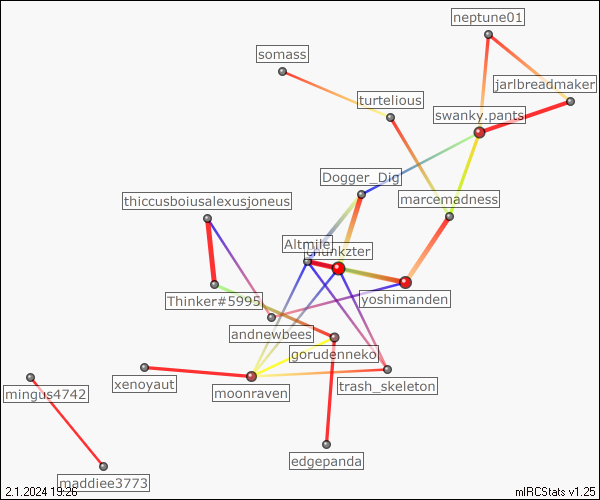 neptune01
somass
jarlbreadmaker
turtelious
swanky.pants
Dogger_Dig
thiccusboiusalexusjoneus
marcemadness
Altmile
Thinker#5995
yoshimanden
andnewbees
gorudenneko
xenoyaut
moonraven
trash_skeleton
mingus4742
edgepanda
maddiee3773
2.1.2024 19:26
mIRCStats v1.25